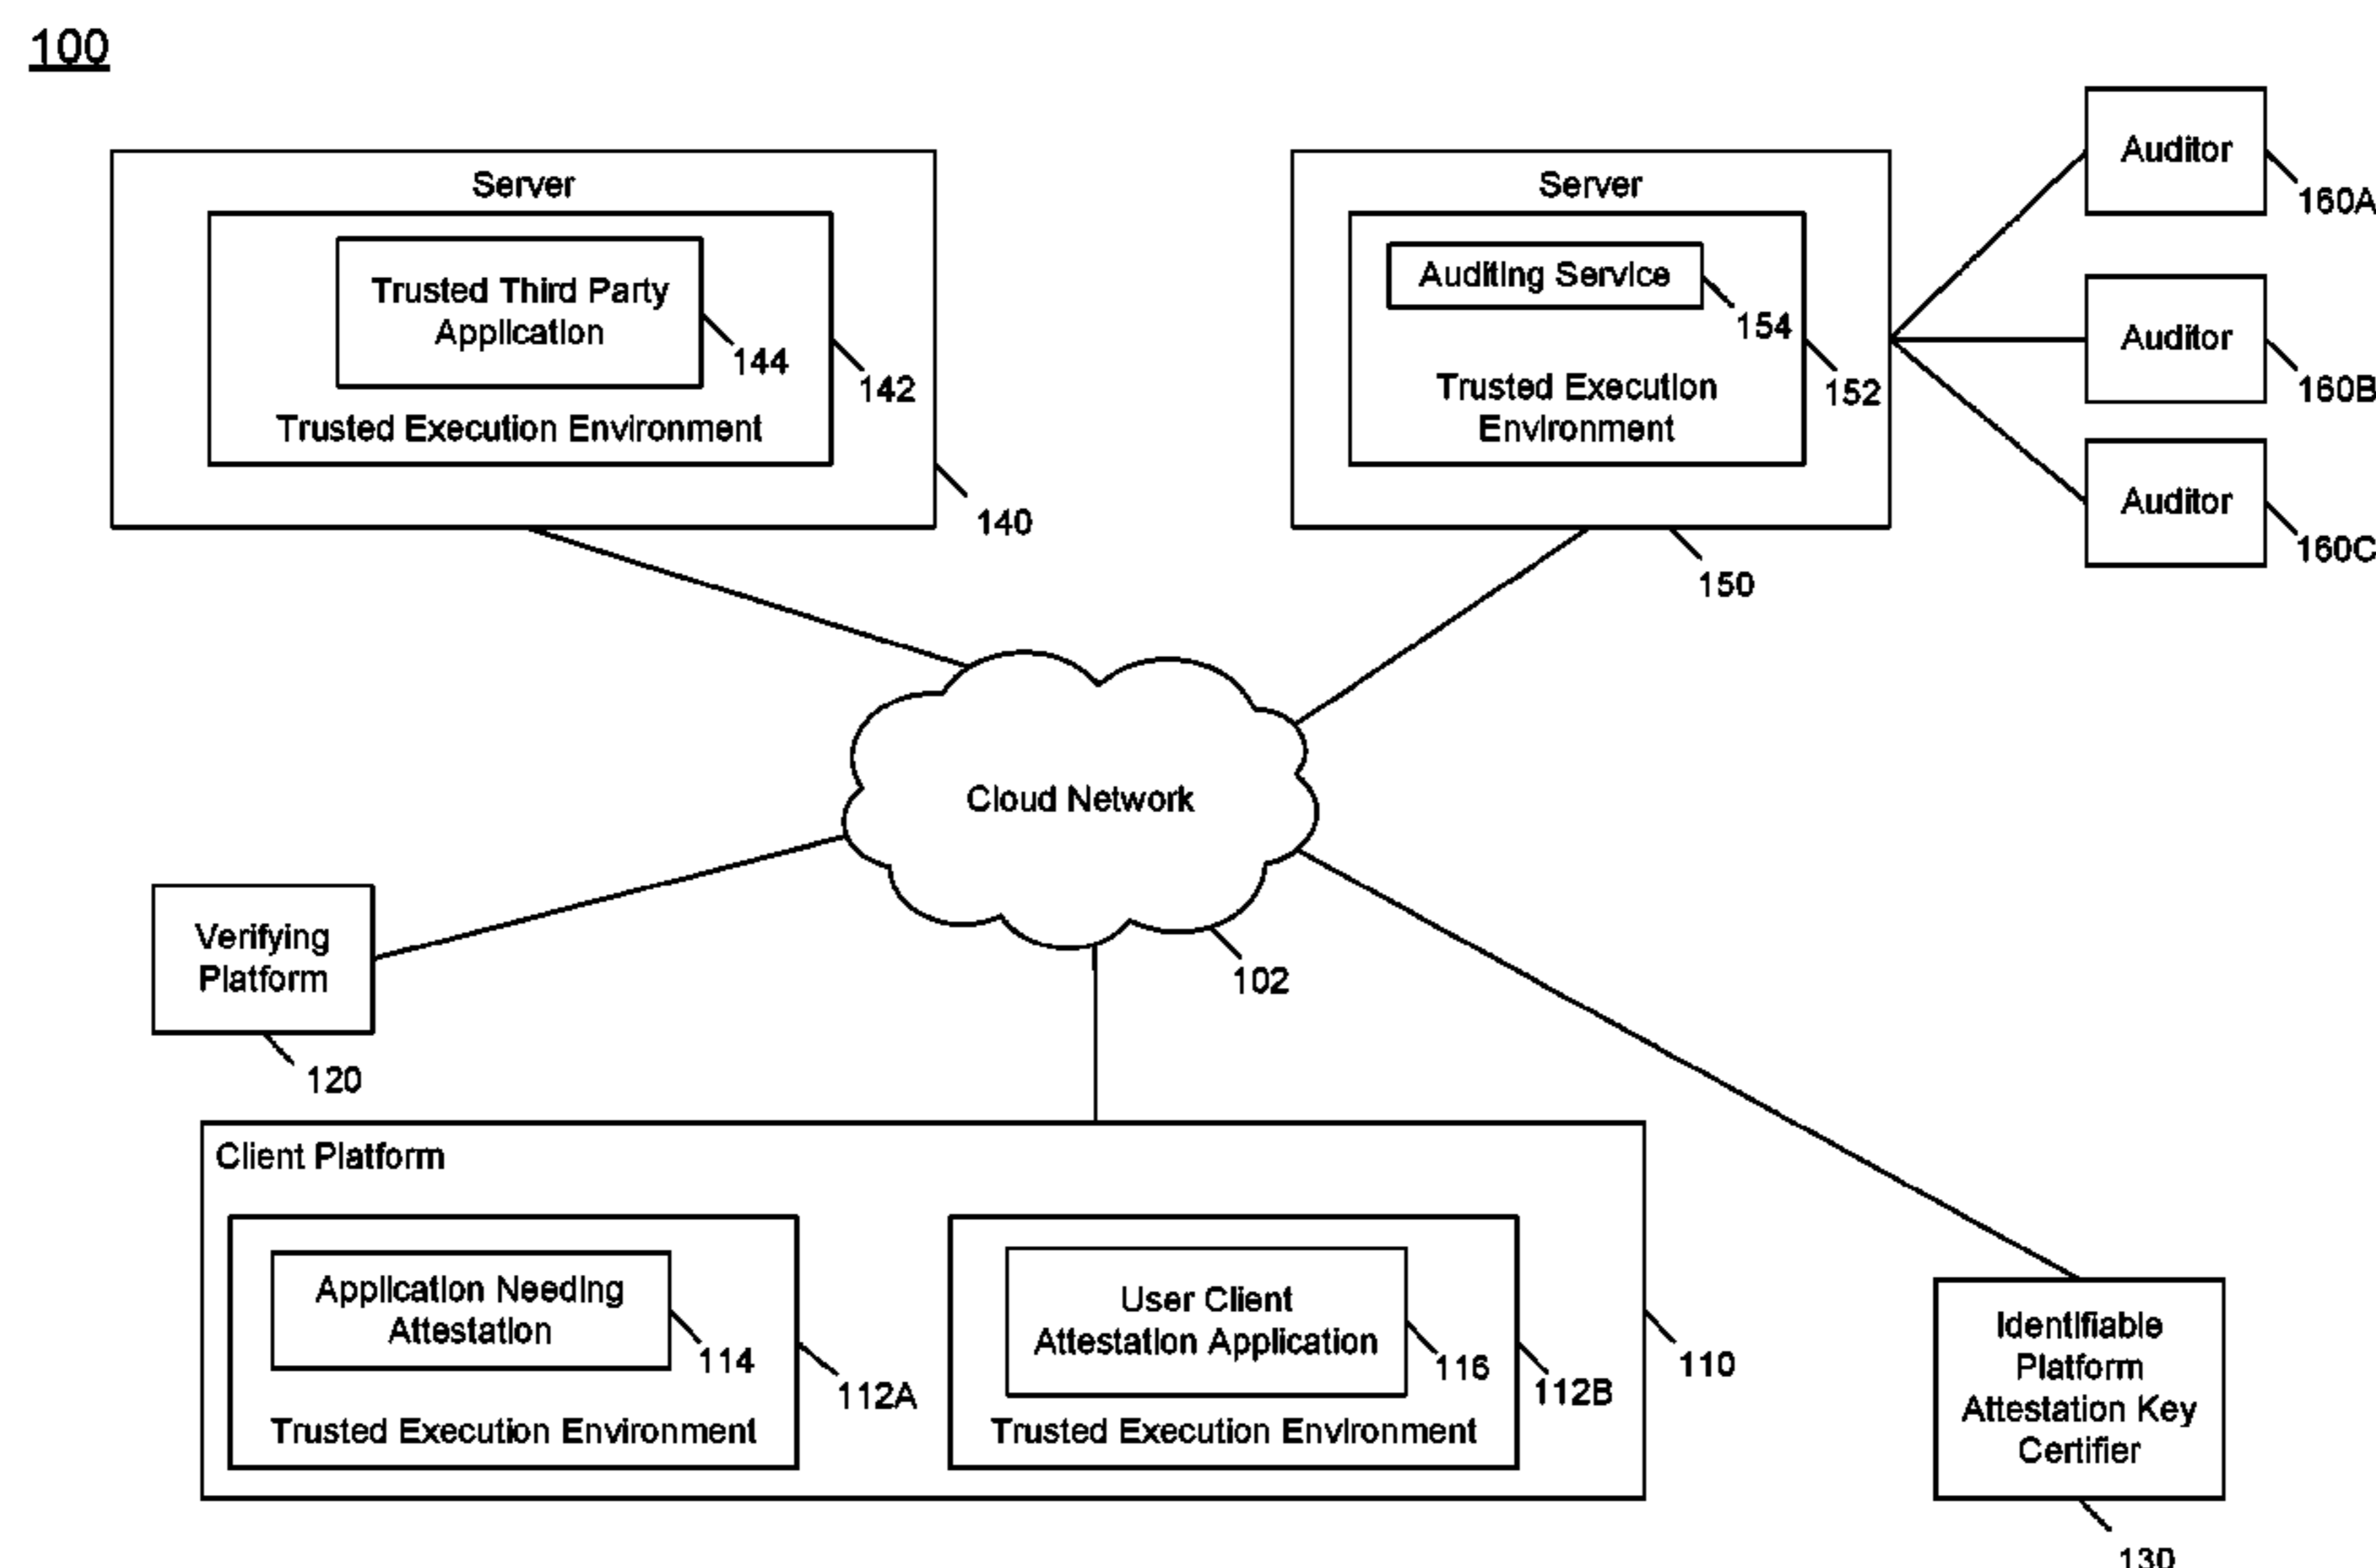 100
Server
Trusted Third Party
Application
144
142
Trusted Execution Environment
140
Server
Auditing Service
154
Trusted Execution
Environment
152
150
Auditor
160A
Auditor
160B
Auditor
160C
Cloud Network
102
Verifying
Platform
120
Client Platform
Application Needing
Attestation
114
112A
Trusted Execution Environment
User Client
Attestation Application
116
112B
Trusted Execution Environment
110
Identifiable
Platform
Attestation Key
Certifier
130